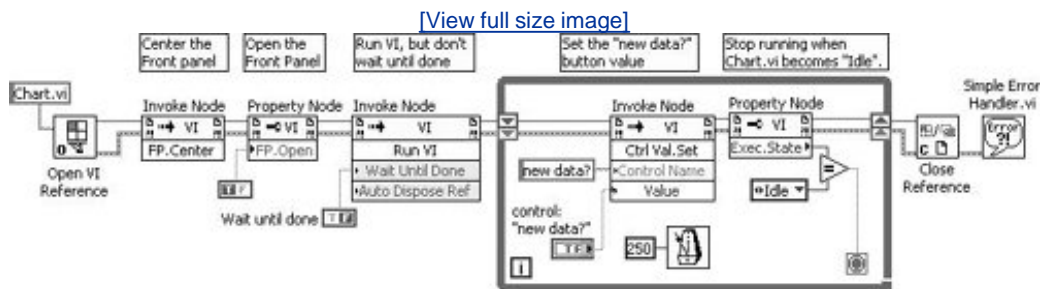 [View full size image]
Center the
Front panel
Open the
Front Panel
Run VI, but don't
wait until done
Set the "new data?"
button value
Stop running when
Chart.vi becomes "Idle".
Chart.vi
Open VI
Reference
Invoke Node
VI
FP.Center
Property Node
VI
FP.Open
Invoke Node
VI
Run VI
Wait Until Done
Auto Dispose Ref
Wait until done
Invoke Node
VI
Ctrl Val.Set
Control Name
Value
new data?
control:
"new data?"
250
i
Property Node
VI
Exec.State
=
Idle
Close
Reference
Simple Error
Handler.vi
Error
?!